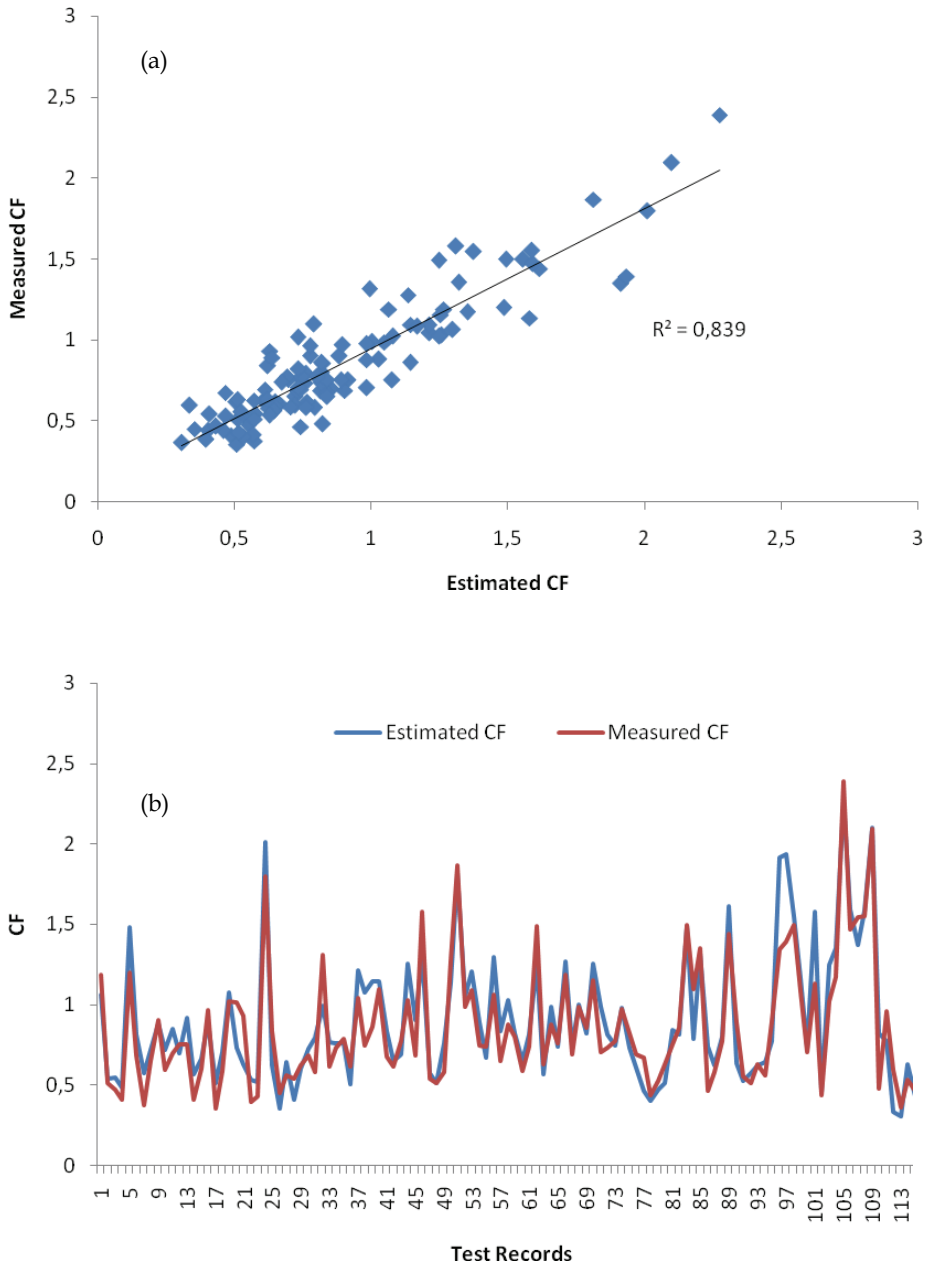 3
(a)
2,5
2
Measured CF
1,5
R² = 0,839
1
0,5
0
0 0,5 1 1,5 2 2,5 3
Estimated CF
3
Estimated CF Measured CF
2,5
(b)
2
CF
1,5
1
0,5
0
1 5 9 13 17 21 25 29 33 37 41 45 49 53 57 61 65 69 73 77 81 85 89 93 97 101 105 109 113
Test Records